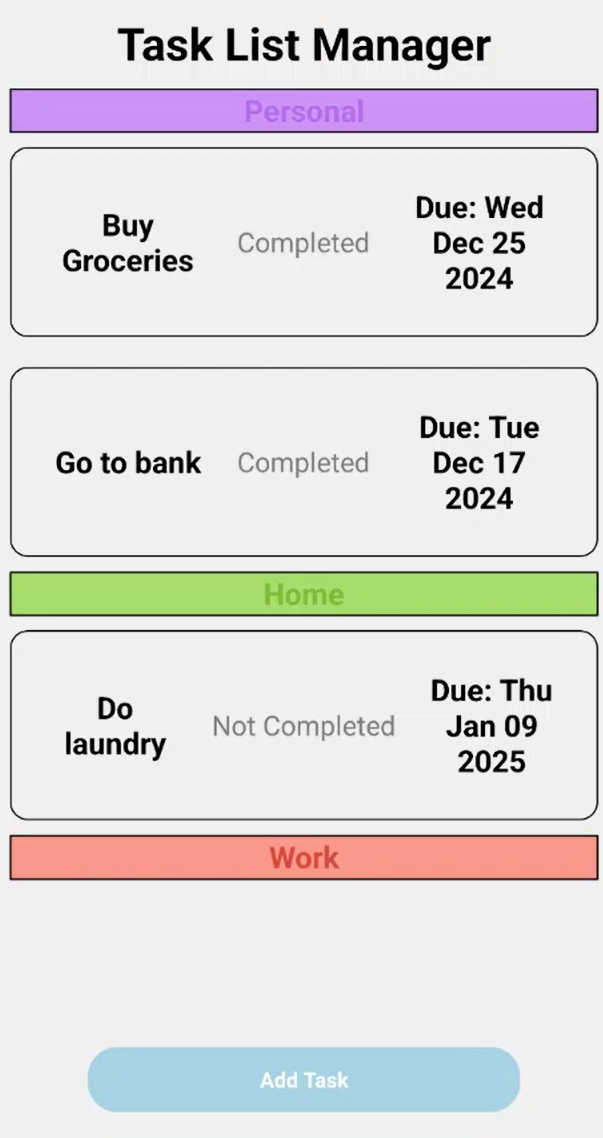 Task List Manager
Personal
Buy
Groceries
Completed
Due: Wed
Dec 25
2024
Go to bank
Completed
Due: Tue
Dec 17
2024
Home
Do
laundry
Not Completed
Due: Thu
Jan 09
2025
Work
Add Task